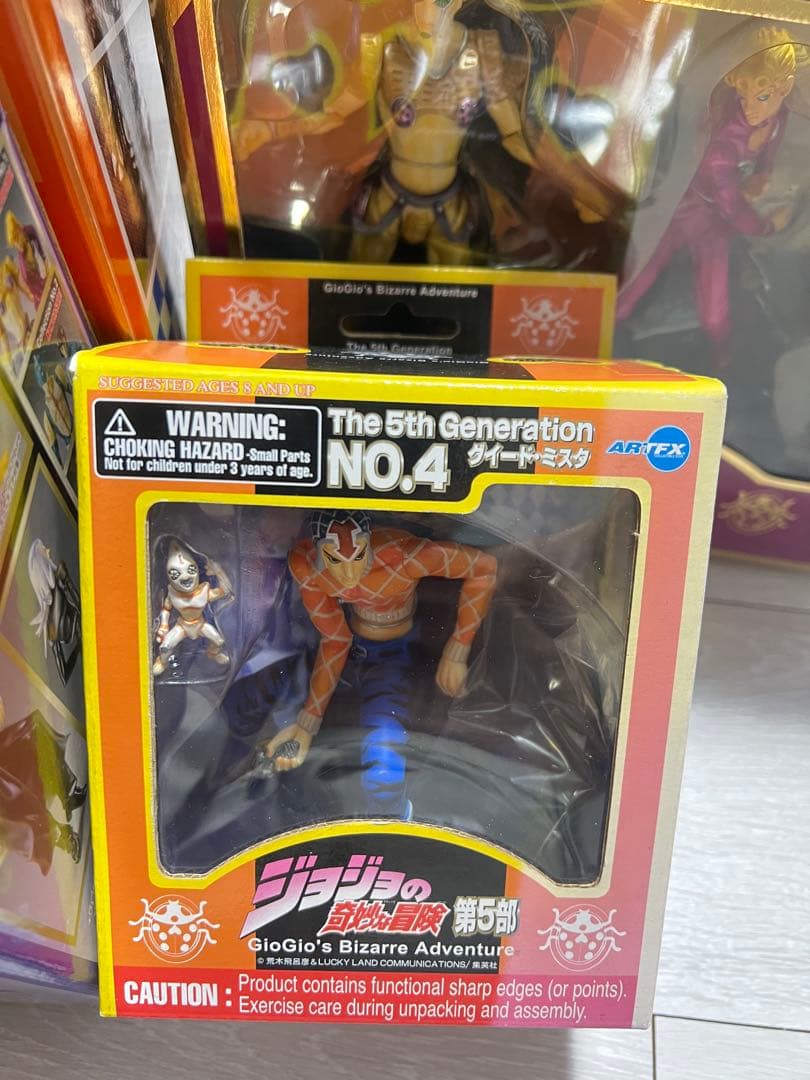 GioGio's Bizarre Adventure
The 5th Generation
SUGGESTED AGES 8 AND UP
WARNING:
CHOKING HAZARD -Small Parts
Not for children under 3 years of age.
The 5th Generation
NO.4 グイード・ミスタ
ARTFX
ジョジョの
奇妙な冒険 第5部
GioGio's Bizarre Adventure
© 荒木飛呂彦&LUCKY LAND COMMUNICATIONS/集英社
CAUTION : Product contains functional sharp edges (or points).
Exercise care during unpacking and assembly.